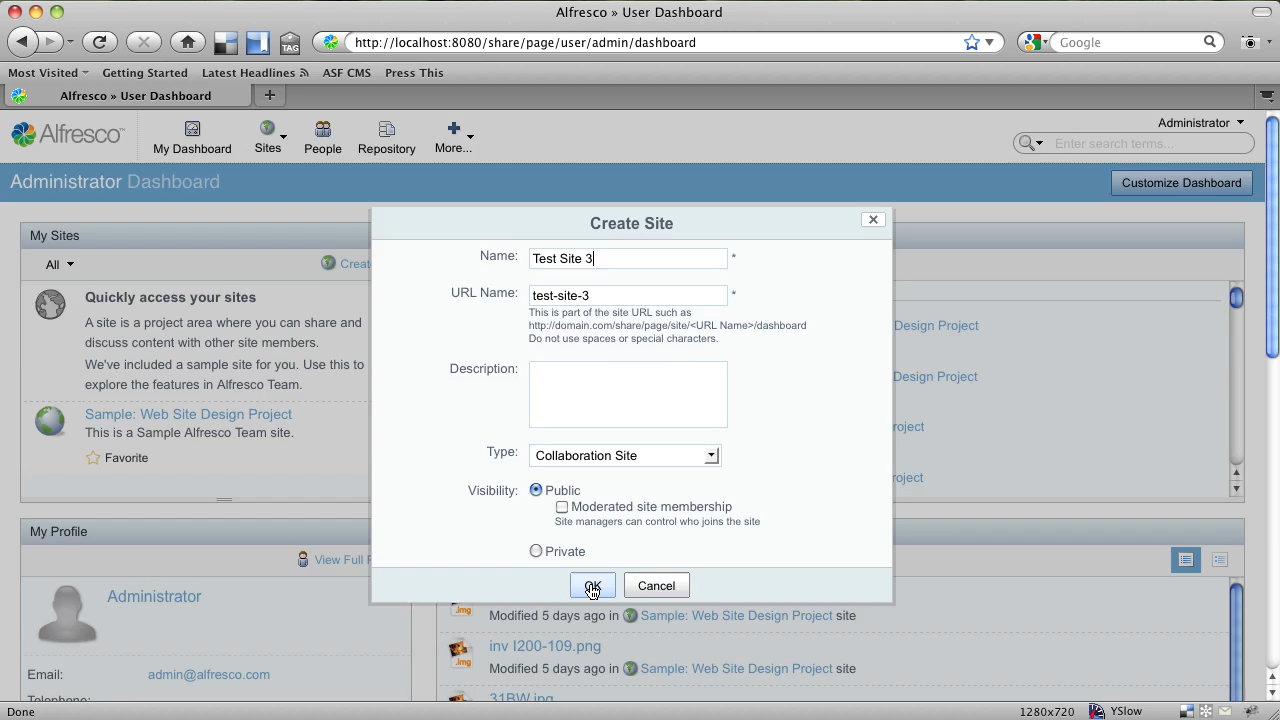 Alfresco » User Dashboard
TAG
http://localhost:8080/share/page/user/admin/dashboard
Google
Most Visited
Getting Started
Latest Headlines
ASF CMS
Press This
Alfresco » User Dashboard
Alfresco™
My Dashboard
Sites
People
Repository
More...
Administrator
Enter search terms...
Administrator Dashboard
Customize Dashboard
My Sites
All
Quickly access your sites
A site is a project area where you can share and
discuss content with other site members.
We've included a sample site for you. Use this to
explore the features in Alfresco Team.
Sample: Web Site Design Project
This is a Sample Alfresco Team site.
Favorite
My Profile
View Full
Administrator
Email:
admin@alfresco.com
Telephone:
Create Site
Name:
Test Site 3
*
URL Name:
test-site-3
*
This is part of the site URL such as
http://domain.com/share/page/site/<URL Name>/dashboard
Do not use spaces or special characters.
Description:
Type:
Collaboration Site
Visibility:
Public
Moderated site membership
Site managers can control who joins the site
Private
OK
Cancel
Design Project
Design Project
.img
Modified 5 days ago in Sample: Web Site Design Project site
inv I200-109.png
.img
Modified 5 days ago in Sample: Web Site Design Project site
31BW.jpg
Done
1280x720
YSlow